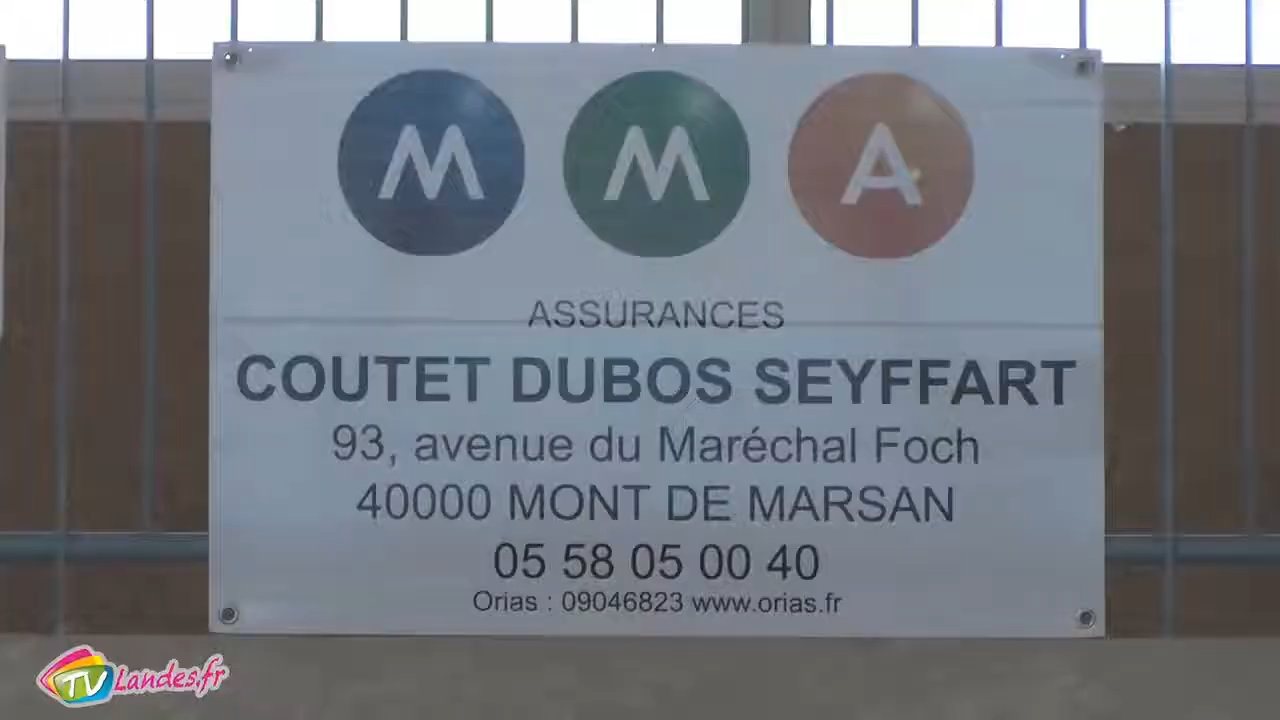 M M A
ASSURANCES
COUTET DUBOS SEYFFART
93, avenue du Maréchal Foch
40000 MONT DE MARSAN
05 58 05 00 40
Orias : 09046823 www.orias.fr
TV Landes.fr